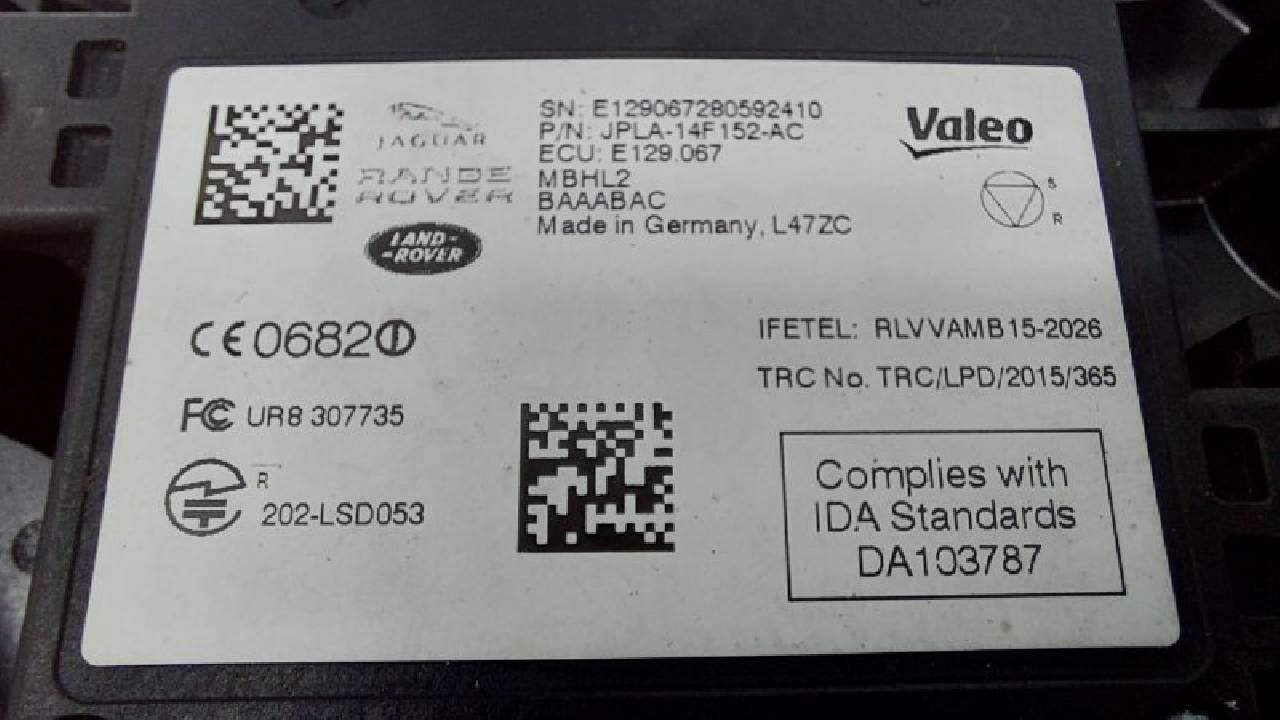 JAGUAR
RANGE
ROVER
LAND-
-ROVER
SN: E129067280592410
P/N: JPLA-14F152-AC
ECU: E129.067
MBHL2
BAAABAC
Made in Germany, L47ZC
Valeo
S
R
CE0682
IFETEL: RLVVAMB15-2026
TRC No. TRC/LPD/2015/365
FC UR8 307735
R
202-LSD053
Complies with
IDA Standards
DA103787